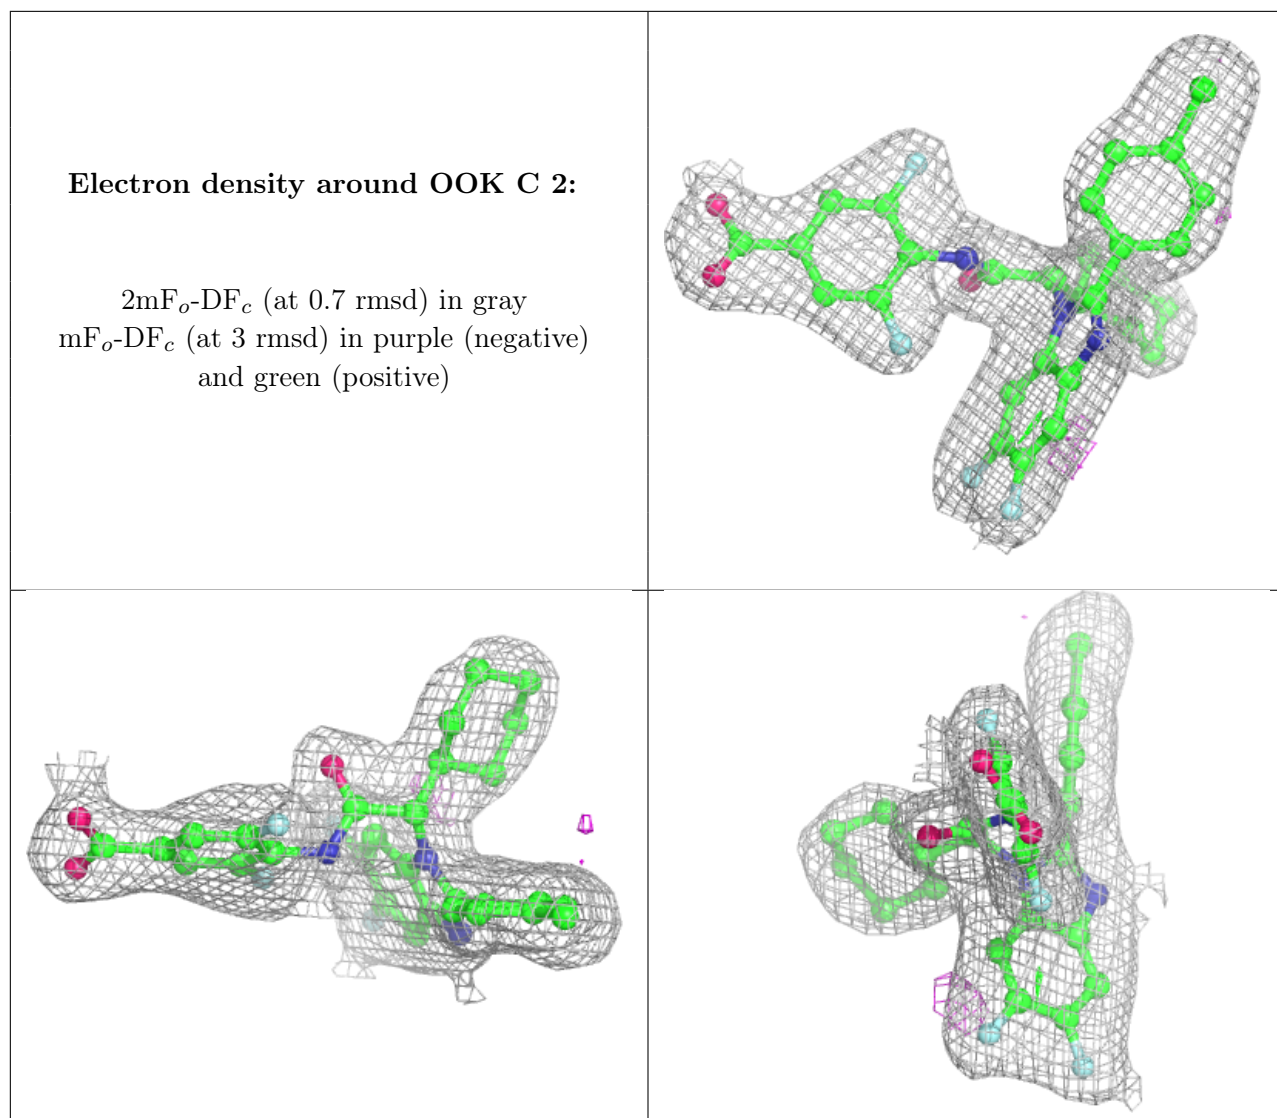 Electron density around OOK C 2:
2mFo-DFc (at 0.7 rmsd) in gray
mFo-DFc (at 3 rmsd) in purple (negative)
and green (positive)